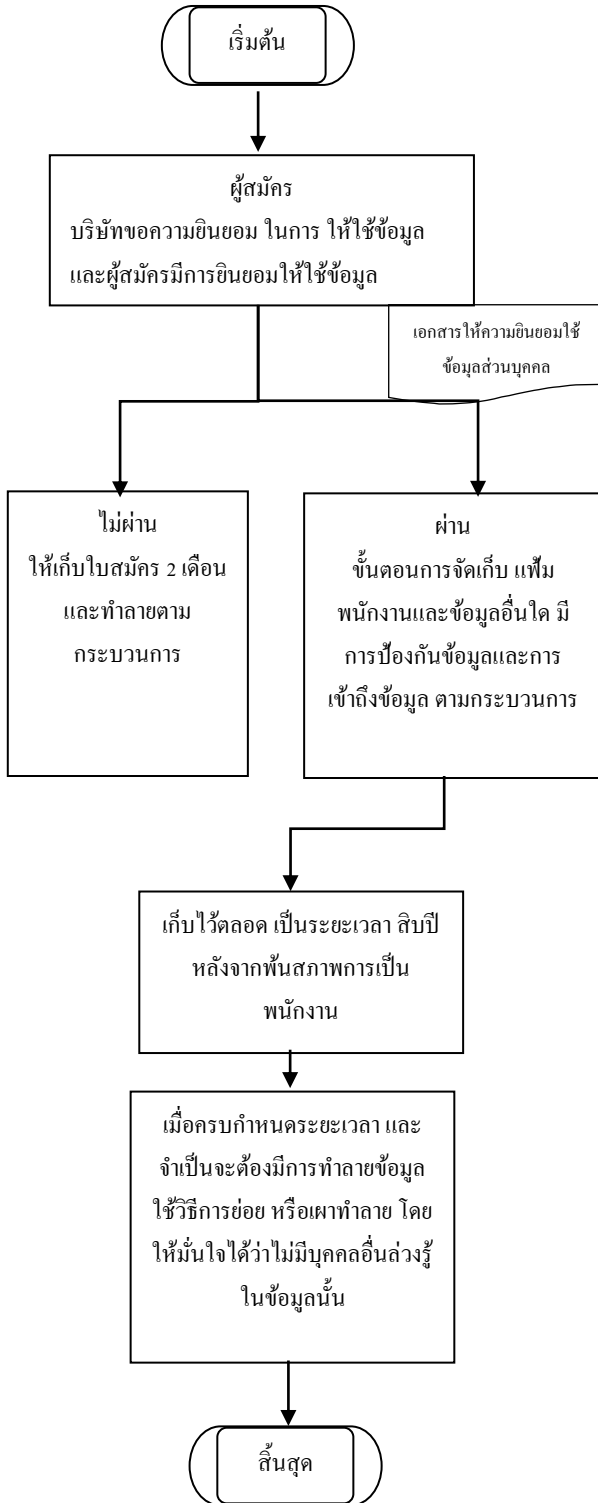 เริ่มต้น
ผู้สมัคร
บริษัทขอความยินยอม ในการ ให้ใช้ข้อมูล
และผู้สมัครมีการยินยอมให้ใช้ข้อมูล
เอกสารให้ความยินยอมใช้
ข้อมูลส่วนบุคคล
ไม่ผ่าน
ให้เก็บใบสมัคร 2 เดือน
และทำลายตาม
กระบวนการ
ผ่าน
ขั้นตอนการจัดเก็บ แฟ้ม
พนักงานและข้อมูลอื่นใด มี
การป้องกันข้อมูลและการ
เข้าถึงข้อมูล ตามกระบวนการ
เก็บไว้ตลอด เป็นระยะเวลา สิบปี
หลังจากพ้นสภาพการเป็น
พนักงาน
เมื่อครบกำหนดระยะเวลา และ
จำเป็นจะต้องมีการทำลายข้อมูล
ใช้วิธีการย่อย หรือเผาทำลาย โดย
ให้มั่นใจได้ว่าไม่มีบุคคลอื่นล่วงรู้
ในข้อมูลนั้น
สิ้นสุด